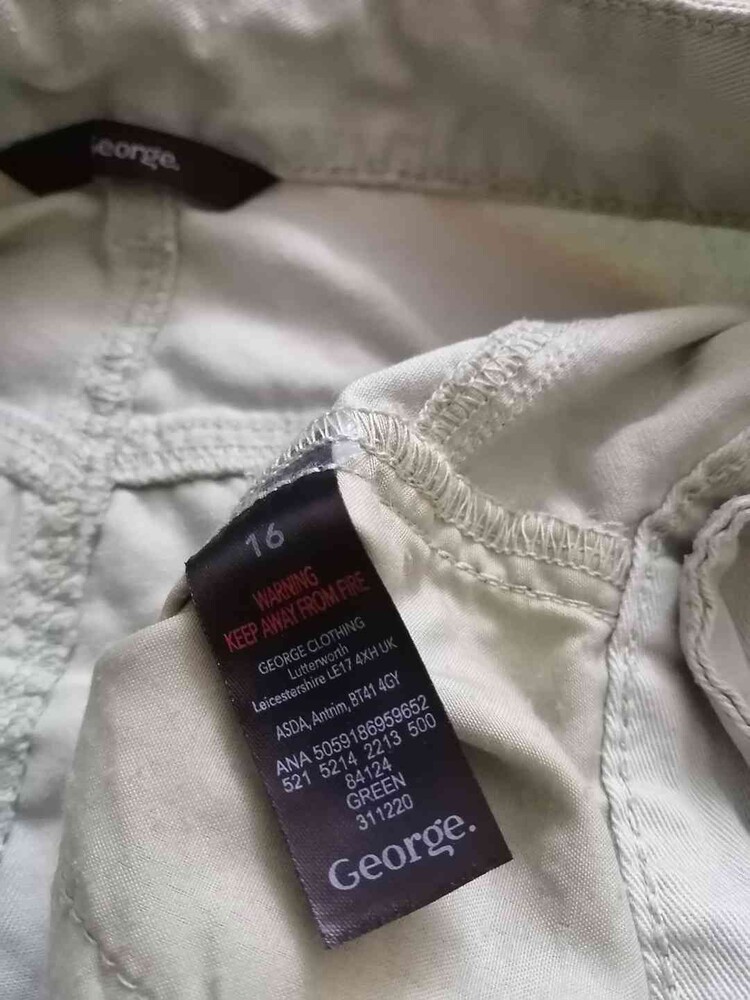 George.
16
WARNING
KEEP AWAY FROM FIRE
GEORGE CLOTHING
Lutterworth
Leicestershire LE17 4XH UK
ASDA, Antrim, BT41 4GY
ANA 5059186959652
521 5214 2213 500
84124
GREEN
311220
George.